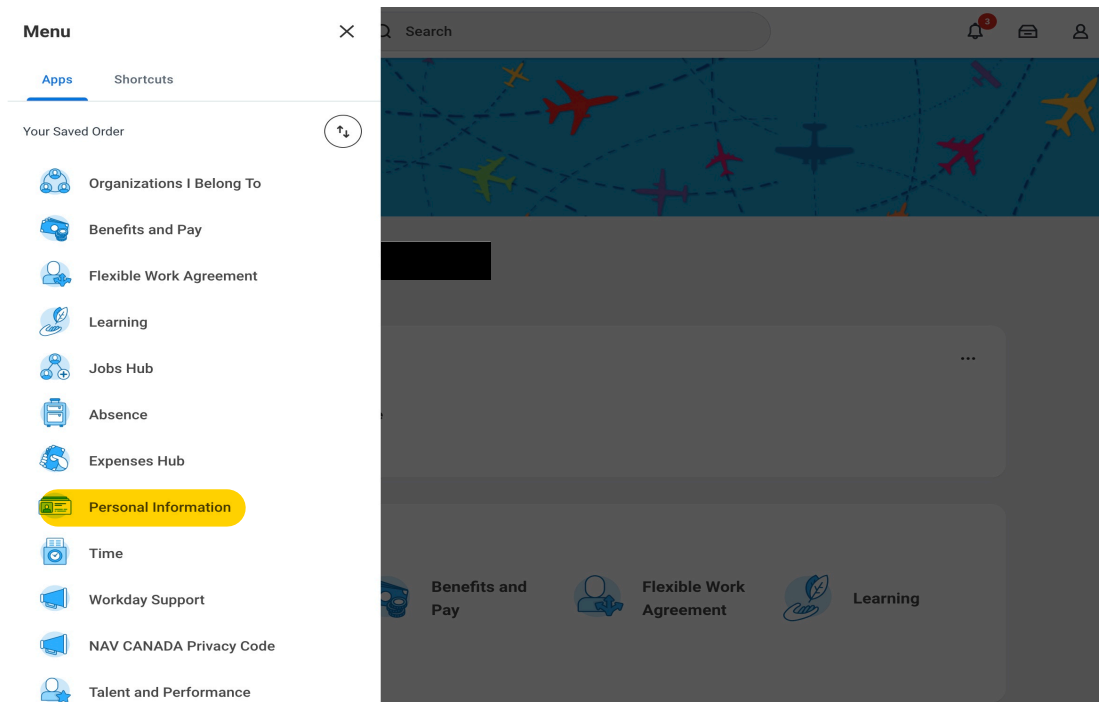 Menu
Search
3
Apps
Shortcuts
Your Saved Order
Organizations I Belong To
Benefits and Pay
Flexible Work Agreement
Learning
Jobs Hub
Absence
Expenses Hub
Personal Information
Time
Workday Support
NAV CANADA Privacy Code
Talent and Performance
Benefits and
Pay
Flexible Work
Agreement
Learning